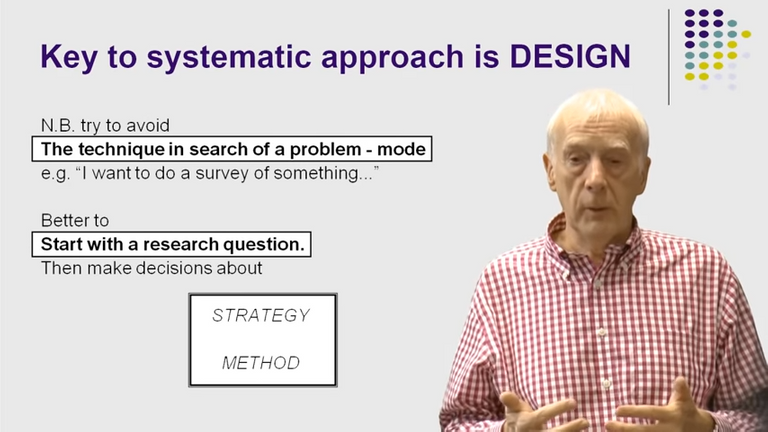 Key to systematic approach is DESIGN
N.B. try to avoid
The technique in search of a problem - mode
e.g. “I want to do a survey of something...”
Better to
Start with a research question.
Then make decisions about
STRATEGY
METHOD